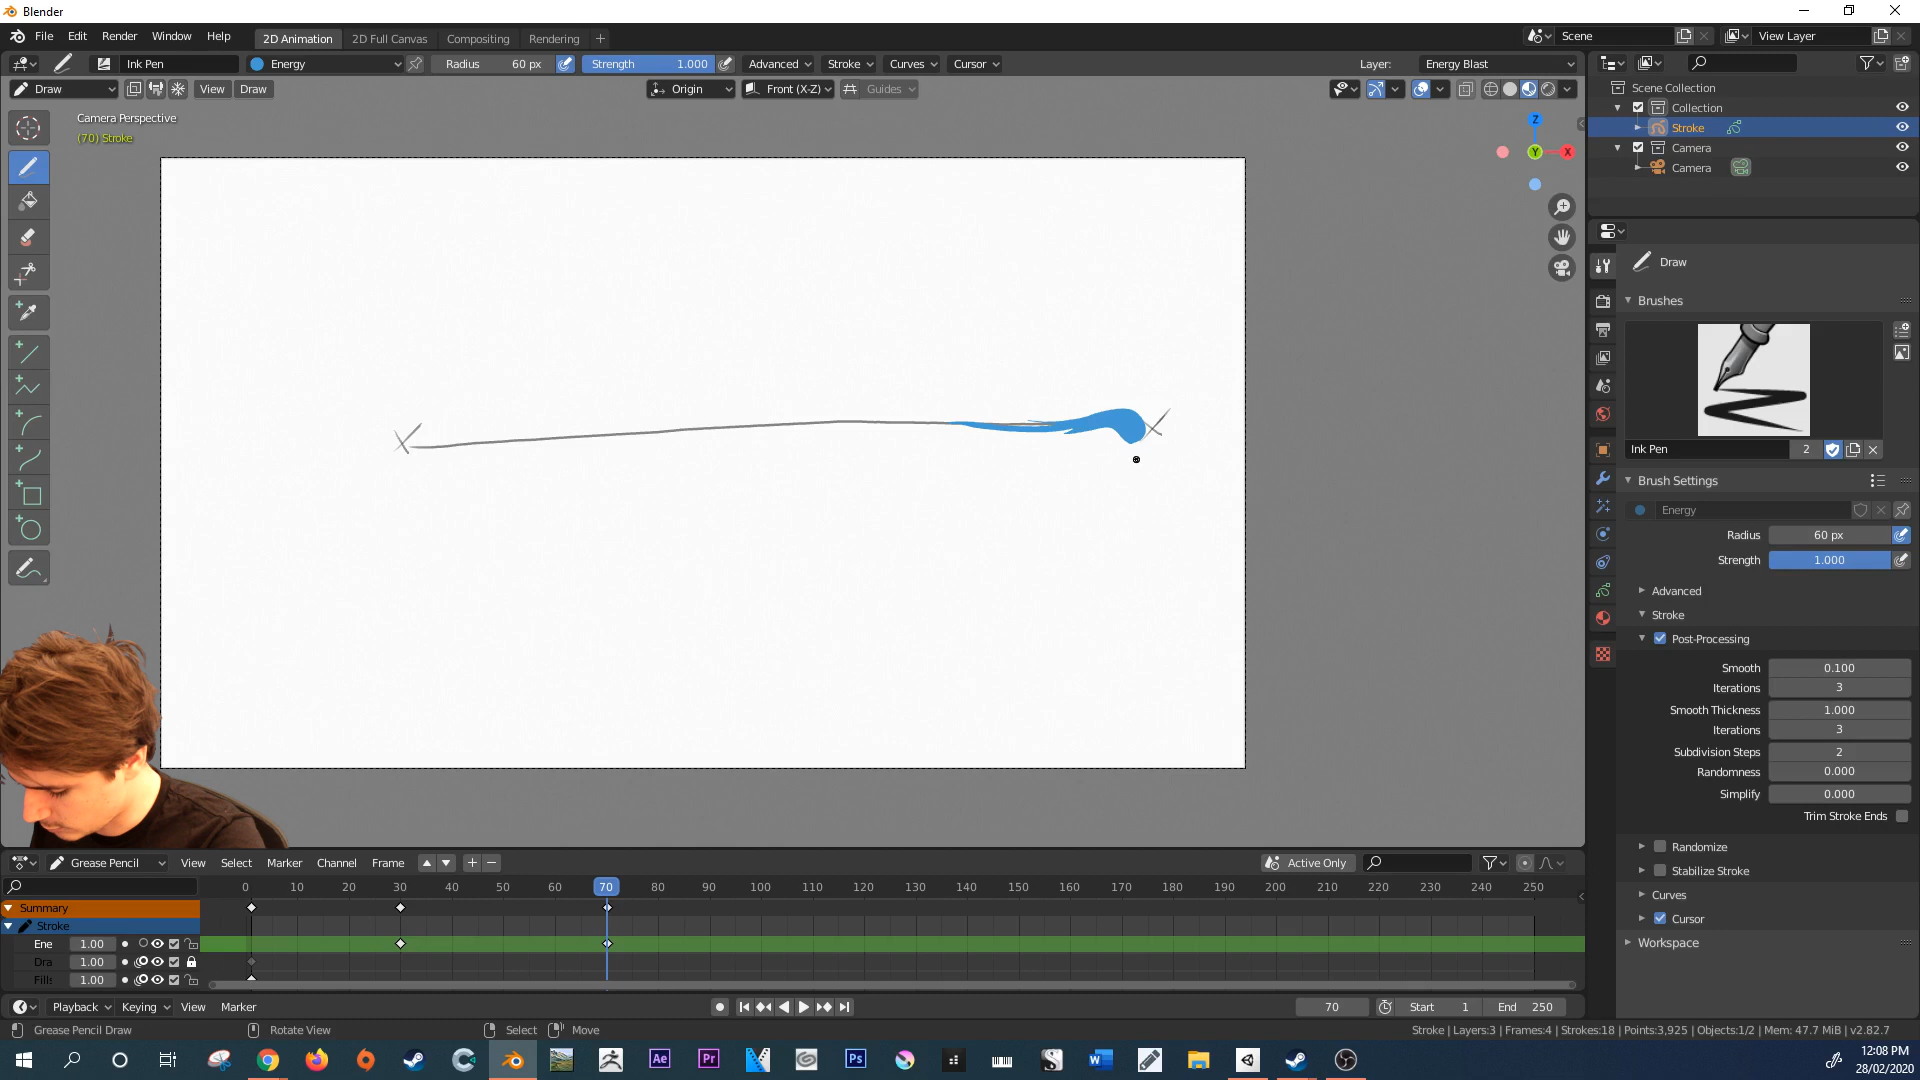 Blender
File Edit Render Window Help
2D Animation 2D Full Canvas Compositing Rendering +
Scene View Layer
Ink Pen Energy Radius 60 px Strength 1.000 Advanced Stroke Curves Cursor Layer: Energy Blast
Draw View Draw Origin Front (X-Z) Guides
Camera Perspective
(70) Stroke
Z
Y
X
Scene Collection
Collection
Stroke
Camera
Camera
Draw
Brushes
Ink Pen 2
Brush Settings
Energy
Radius 60 px
Strength 1.000
Advanced
Stroke
Post-Processing
Smooth 0.100
Iterations 3
Smooth Thickness 1.000
Iterations 3
Subdivision Steps 2
Randomness 0.000
Simplify 0.000
Trim Stroke Ends
Randomize
Stabilize Stroke
Curves
Cursor
Workspace
Grease Pencil View Select Marker Channel Frame Active Only
0 10 20 30 40 50 60 70 80 90 100 110 120 130 140 150 160 170 180 190 200 210 220 230 240 250
Summary
Stroke
Ene 1.00
Dra 1.00
Fills 1.00
Playback Keying View Marker 70 Start 1 End 250
Grease Pencil Draw Rotate View Select Move Stroke | Layers:3 | Frames:4 | Strokes:18 | Points:3,925 | Objects:1/2 | Mem: 47.7 MiB | v2.82.7
Ae Pr Ps
12:08 PM
28/02/2020